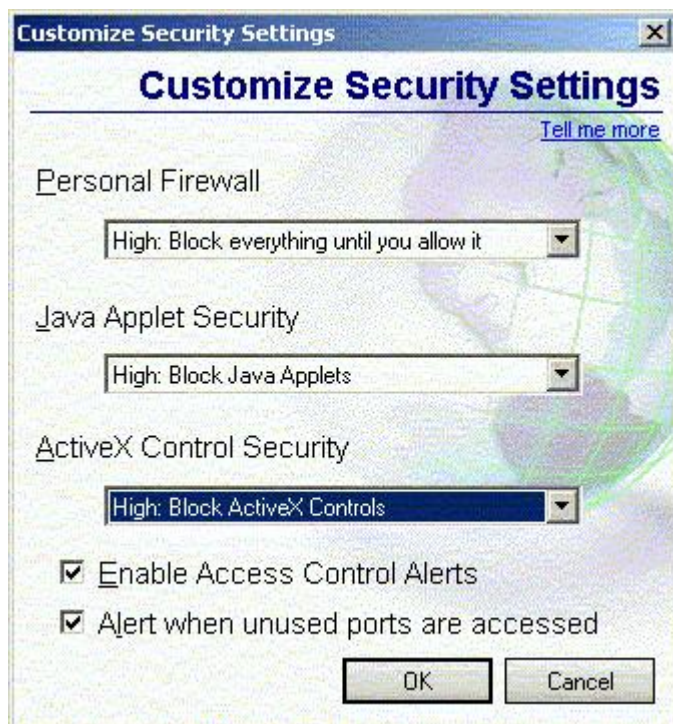 Customize Security Settings
Customize Security Settings
Tell me more
Personal Firewall
High: Block everything until you allow it
Java Applet Security
High: Block Java Applets
ActiveX Control Security
High: Block ActiveX Controls
Enable Access Control Alerts
Alert when unused ports are accessed
OK Cancel